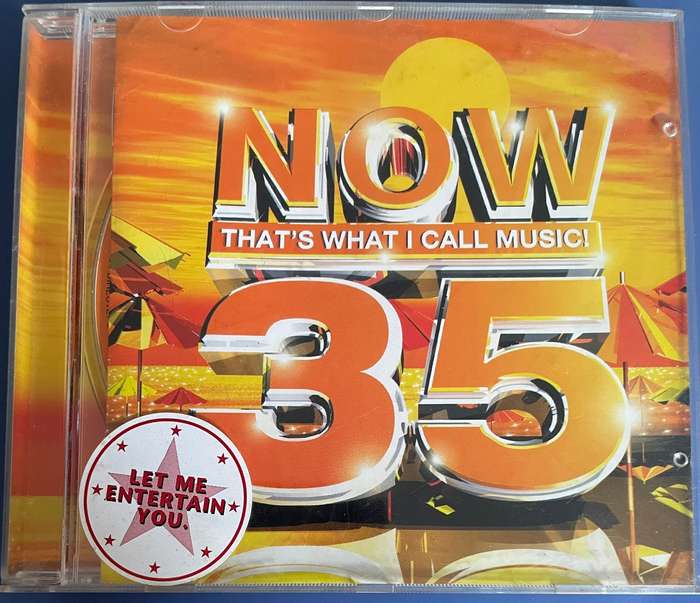 NOW
THAT'S WHAT I CALL MUSIC!
35
LET ME
ENTERTAIN
YOU.